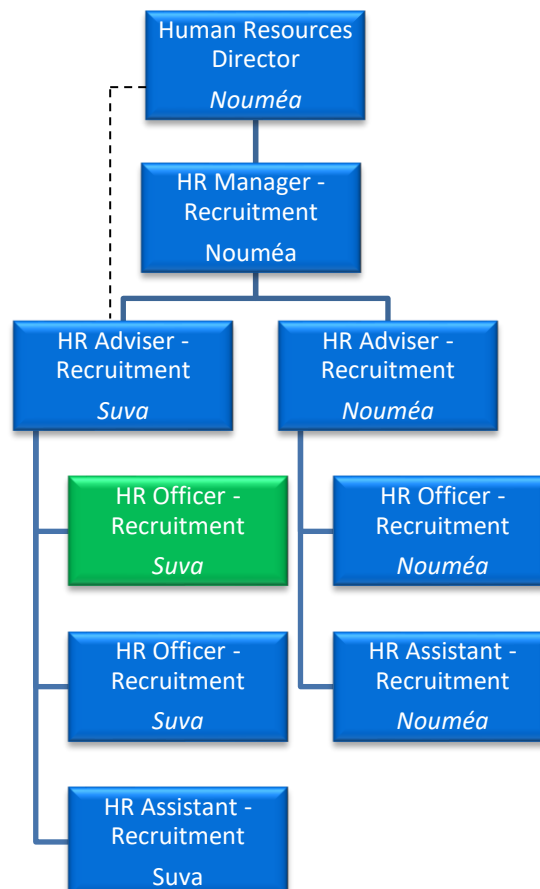 Human Resources
Director
Nouméa
HR Manager -
Recruitment
Nouméa
HR Adviser -
Recruitment
Suva
HR Adviser -
Recruitment
Nouméa
HR Officer -
Recruitment
Suva
HR Officer -
Recruitment
Nouméa
HR Officer -
Recruitment
Suva
HR Assistant -
Recruitment
Nouméa
HR Assistant -
Recruitment
Suva